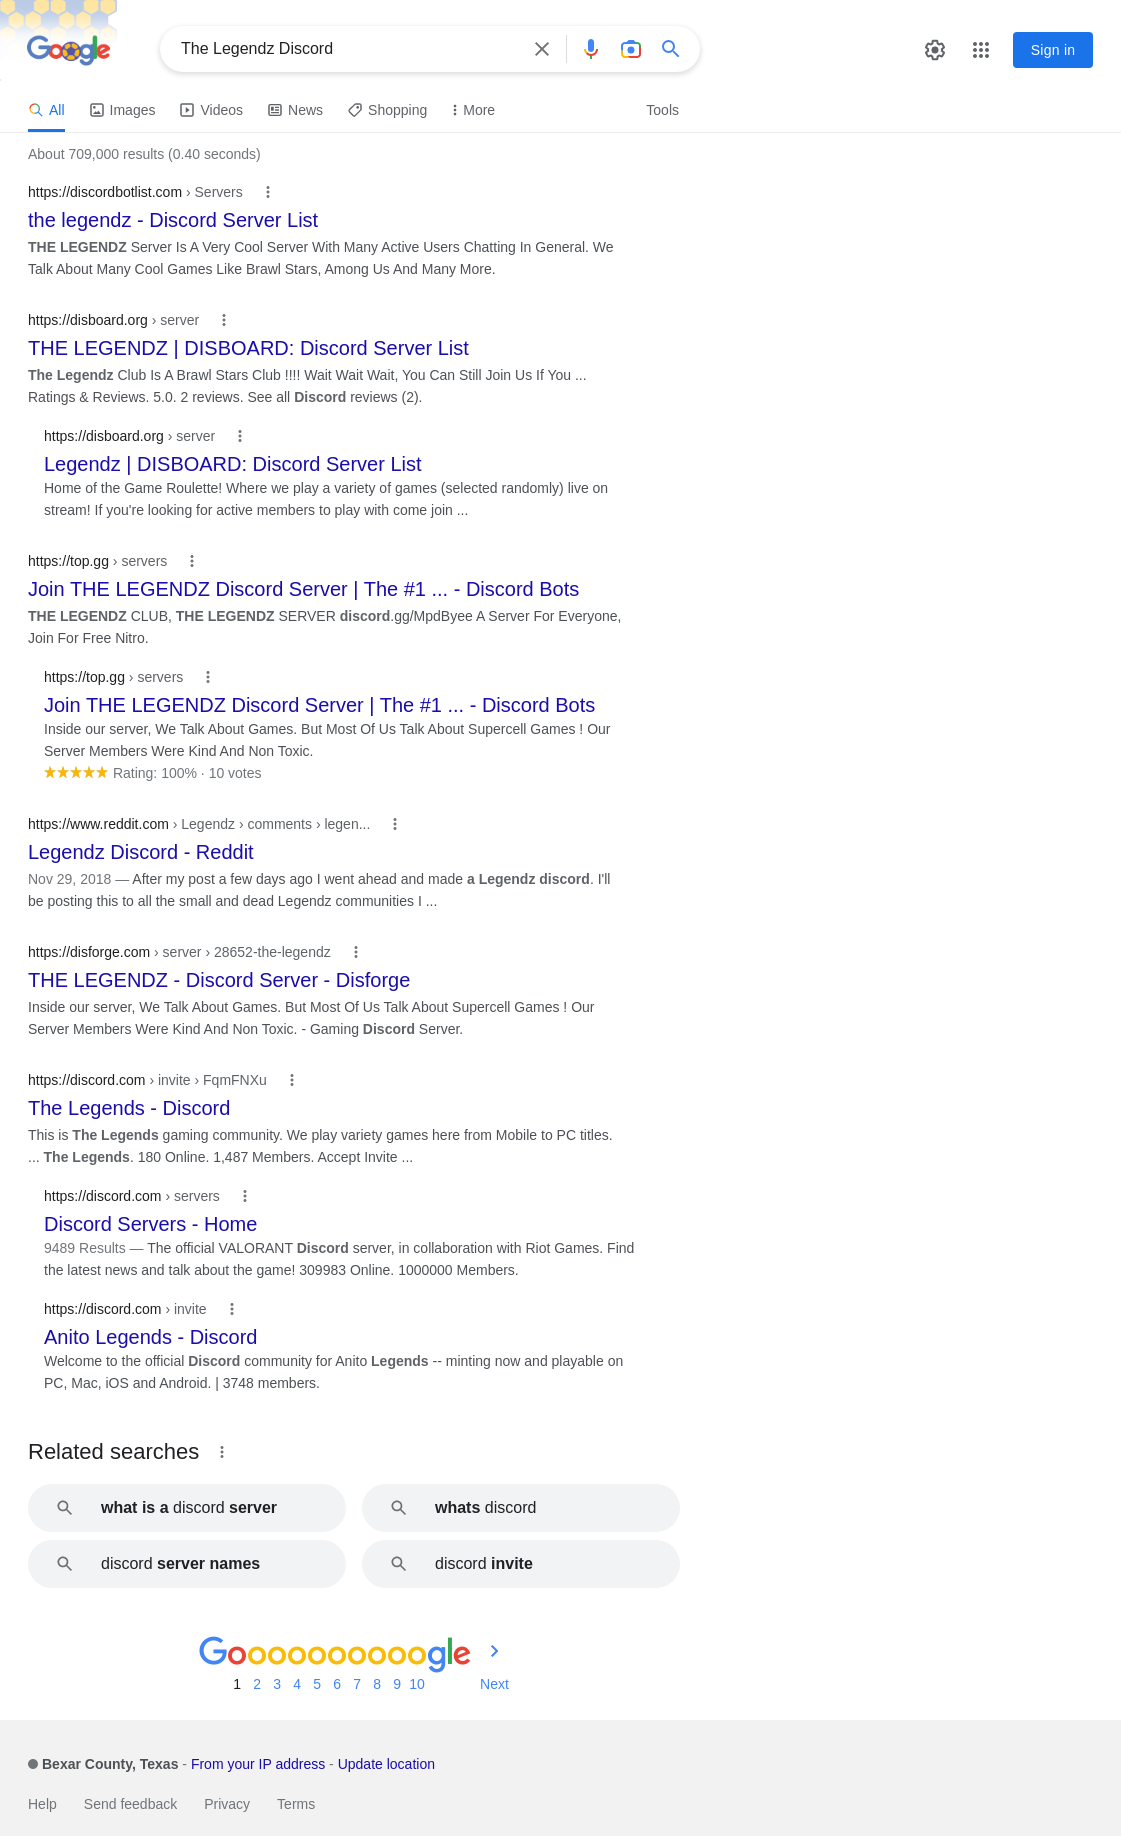 Google
The Legendz Discord
Sign in
All Images Videos News Shopping More Tools
About 709,000 results (0.40 seconds)
https://discordbotlist.com › Servers
the legendz - Discord Server List
THE LEGENDZ Server Is A Very Cool Server With Many Active Users Chatting In General. We
Talk About Many Cool Games Like Brawl Stars, Among Us And Many More.
https://disboard.org › server
THE LEGENDZ | DISBOARD: Discord Server List
The Legendz Club Is A Brawl Stars Club !!!! Wait Wait Wait, You Can Still Join Us If You ...
Ratings & Reviews. 5.0. 2 reviews. See all Discord reviews (2).
https://disboard.org › server
Legendz | DISBOARD: Discord Server List
Home of the Game Roulette! Where we play a variety of games (selected randomly) live on
stream! If you're looking for active members to play with come join ...
https://top.gg › servers
Join THE LEGENDZ Discord Server | The #1 ... - Discord Bots
THE LEGENDZ CLUB, THE LEGENDZ SERVER discord.gg/MpdByee A Server For Everyone,
Join For Free Nitro.
https://top.gg › servers
Join THE LEGENDZ Discord Server | The #1 ... - Discord Bots
Inside our server, We Talk About Games. But Most Of Us Talk About Supercell Games ! Our
Server Members Were Kind And Non Toxic.
Rating: 100% · 10 votes
https://www.reddit.com › Legendz › comments › legen...
Legendz Discord - Reddit
Nov 29, 2018 — After my post a few days ago I went ahead and made a Legendz discord. I'll
be posting this to all the small and dead Legendz communities I ...
https://disforge.com › server › 28652-the-legendz
THE LEGENDZ - Discord Server - Disforge
Inside our server, We Talk About Games. But Most Of Us Talk About Supercell Games ! Our
Server Members Were Kind And Non Toxic. - Gaming Discord Server.
https://discord.com › invite › FqmFNXu
The Legends - Discord
This is The Legends gaming community. We play variety games here from Mobile to PC titles.
... The Legends. 180 Online. 1,487 Members. Accept Invite ...
https://discord.com › servers
Discord Servers - Home
9489 Results — The official VALORANT Discord server, in collaboration with Riot Games. Find
the latest news and talk about the game! 309983 Online. 1000000 Members.
https://discord.com › invite
Anito Legends - Discord
Welcome to the official Discord community for Anito Legends -- minting now and playable on
PC, Mac, iOS and Android. | 3748 members.
Related searches
what is a discord server
whats discord
discord server names
discord invite
Goooooooooogle
1 2 3 4 5 6 7 8 9 10 Next
Bexar County, Texas - From your IP address - Update location
Help Send feedback Privacy Terms